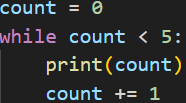 count = 0
while count < 5:
    print(count)
    count += 1